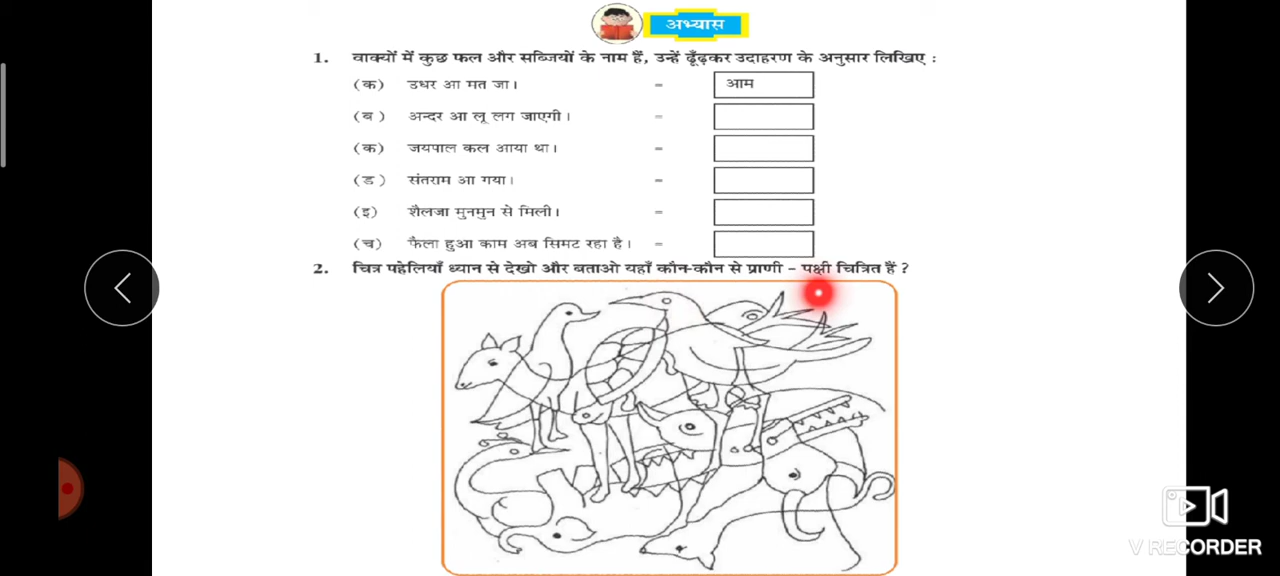 अभ्यास
1. वाक्यों में कुछ फल और सब्जियों के नाम हैं, उन्हें ढूँढ़कर उदाहरण के अनुसार लिखिए :
(क) उधर आ मत जा। = आम
(ब) अन्दर आ लू लग जाएगी। =
(क) जयपाल कल आया था। =
(ड) संतराम आ गया। =
(इ) शैलजा मुनमुन से मिली। =
(च) फैला हुआ काम अब सिमट रहा है। =
2. चित्र पहेलियाँ ध्यान से देखो और बताओ यहाँ कौन-कौन से प्राणी - पक्षी चित्रित हैं ?
V RECORDER